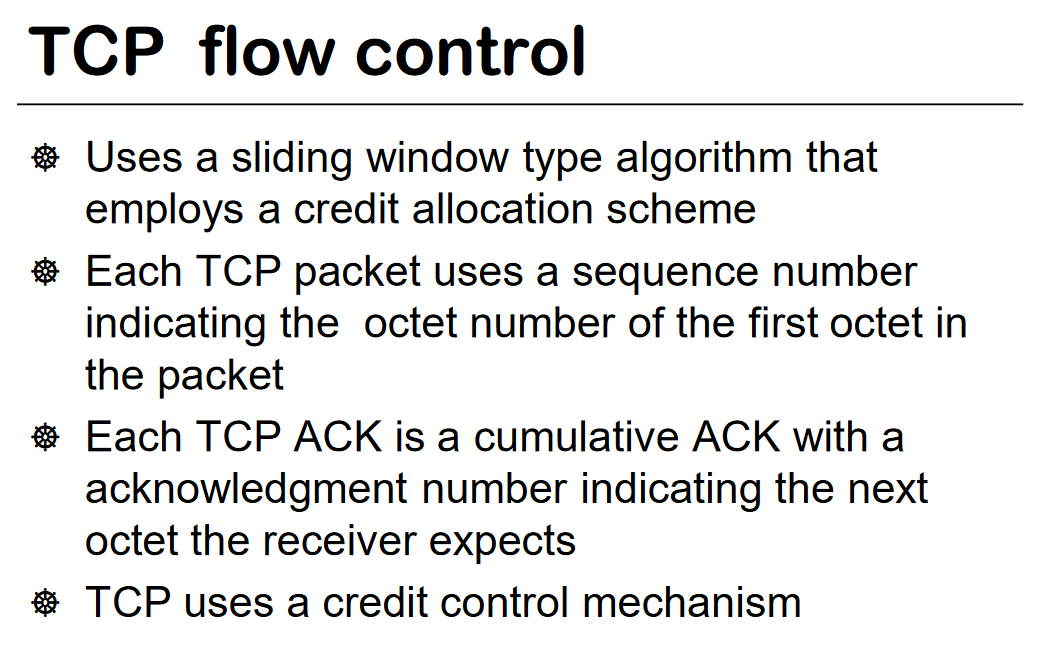 TCP  flow control
☸ Uses a sliding window type algorithm that
employs a credit allocation scheme
☸ Each TCP packet uses a sequence number
indicating the  octet number of the first octet in
the packet
☸ Each TCP ACK is a cumulative ACK with a
acknowledgment number indicating the next
octet the receiver expects
☸ TCP uses a credit control mechanism